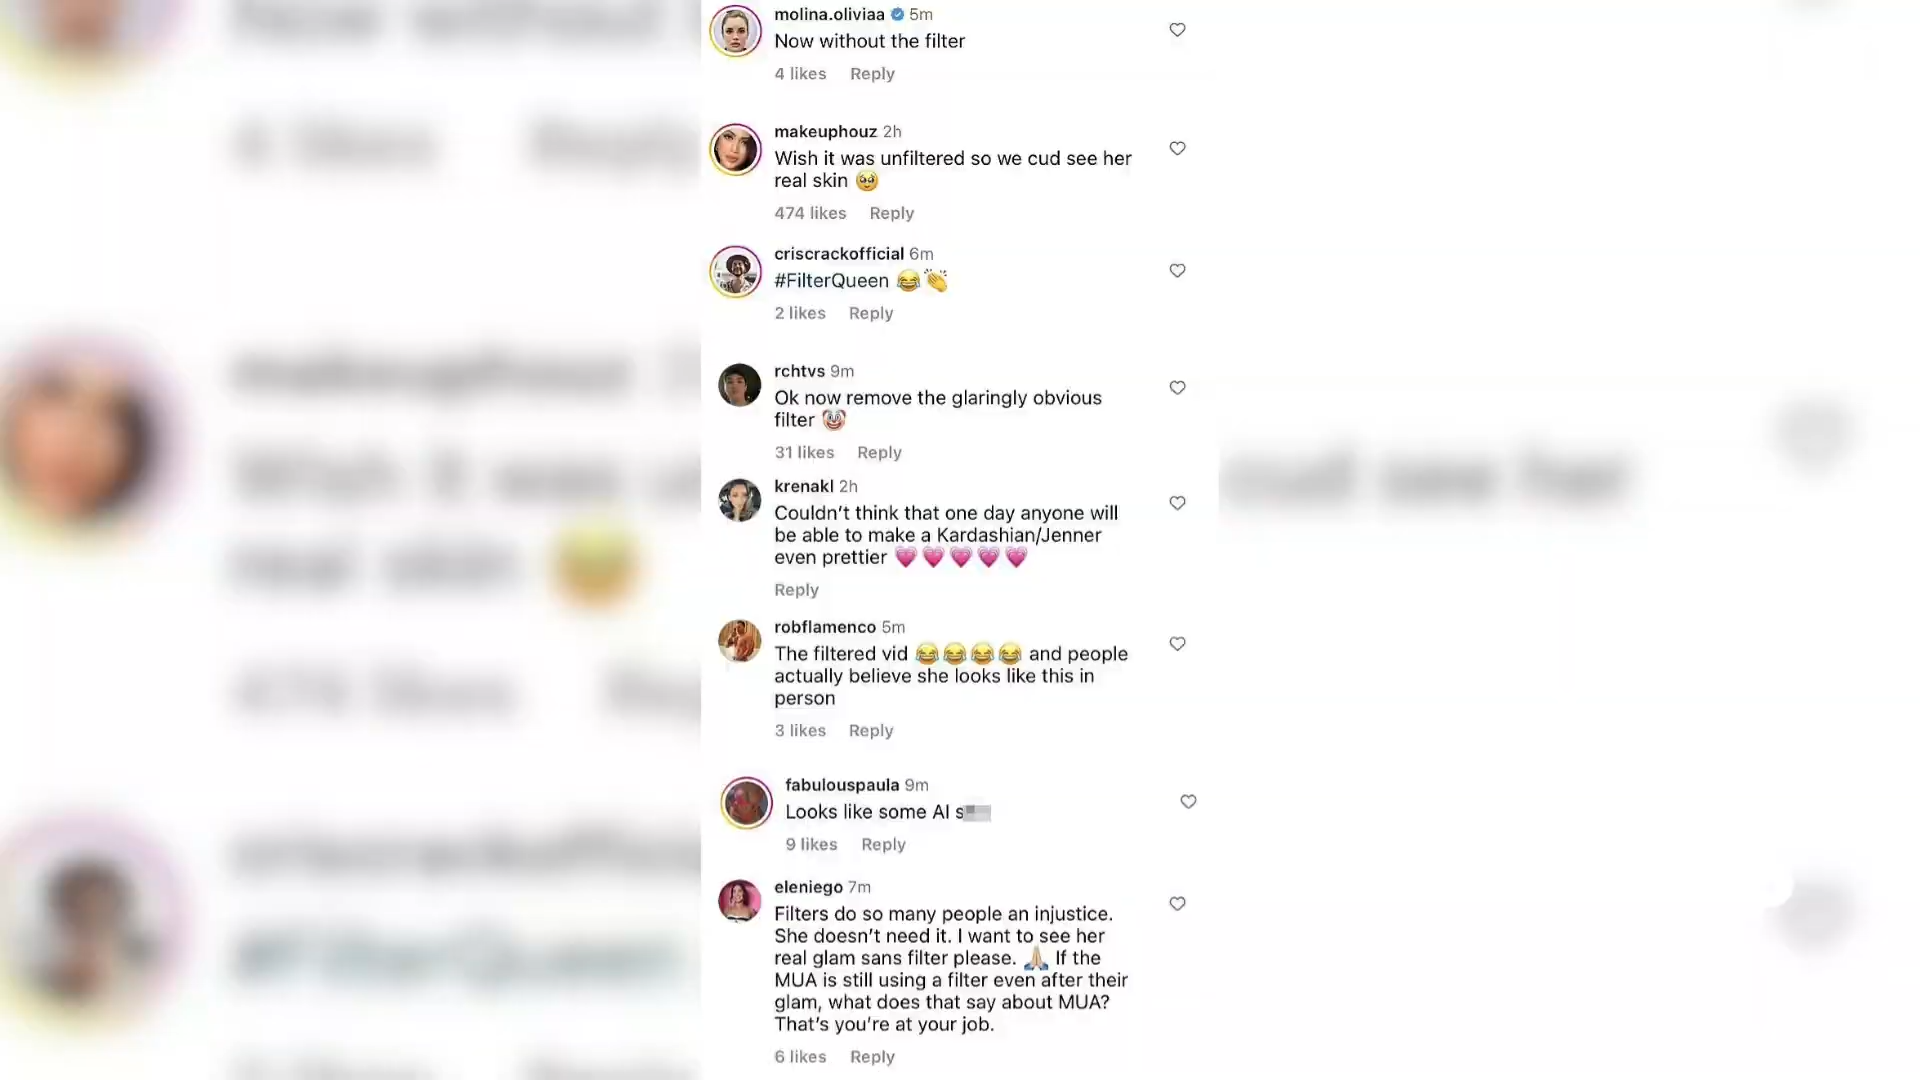 molina.oliviaa 5m
Now without the filter
4 likes Reply
makeuphouz 2h
Wish it was unfiltered so we cud see her
real skin 🥹
474 likes Reply
criscrackofficial 6m
#FilterQueen 😂👏
2 likes Reply
rchtvs 9m
Ok now remove the glaringly obvious
filter 🤡
31 likes Reply
krenakl 2h
Couldn't think that one day anyone will
be able to make a Kardashian/Jenner
even prettier 💗💗💗💗💗
Reply
robflamenco 5m
The filtered vid 😂😂😂😂 and people
actually believe she looks like this in
person
3 likes Reply
fabulouspaula 9m
Looks like some AI s
9 likes Reply
eleniego 7m
Filters do so many people an injustice.
She doesn't need it. I want to see her
real glam sans filter please. 🙏🏼 If the
MUA is still using a filter even after their
glam, what does that say about MUA?
That's you're at your job.
6 likes Reply